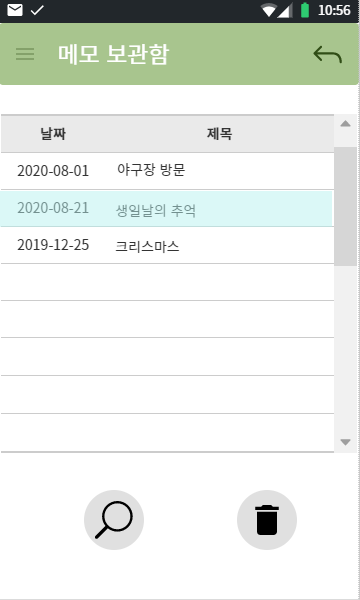 10:56
메모 보관함
날짜 제목
2020-08-01 야구장 방문
2020-08-21 생일날의 추억
2019-12-25 크리스마스